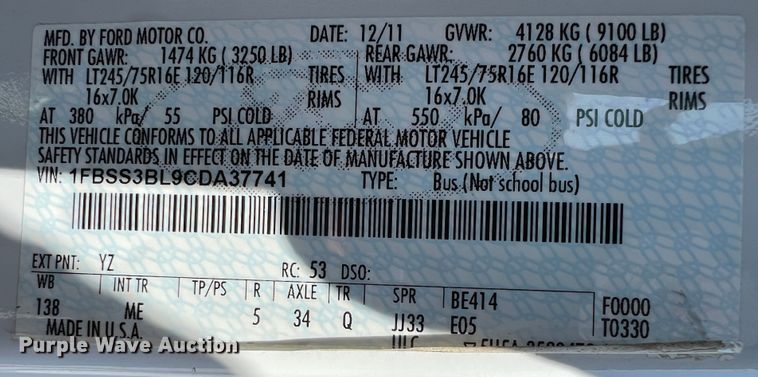 MFD. BY FORD MOTOR CO. DATE: 12/11 GVWR: 4128 KG ( 9100 LB)
FRONT GAWR: 1474 KG ( 3250 LB) REAR GAWR: 2760 KG ( 6084 LB)
WITH LT245/75R16E 120/116R TIRES WITH LT245/75R16E 120/116R TIRES
16x7.0K RIMS 16x7.0K RIMS
AT 380 kPa/ 55 PSI COLD AT 550 kPa/ 80 PSI COLD
THIS VEHICLE CONFORMS TO ALL APPLICABLE FEDERAL MOTOR VEHICLE
SAFETY STANDARDS IN EFFECT ON THE DATE OF MANUFACTURE SHOWN ABOVE.
VIN: 1FBSS3BL9CDA37741 TYPE: Bus (Not school bus)
EXT PNT: YZ RC: 53 DSO:
WB INT TR TP/PS R AXLE TR SPR BE414 F0000
138 ME 5 34 Q JJ33 E05 T0330
MADE IN U.S.A.
Purple Wave Auction